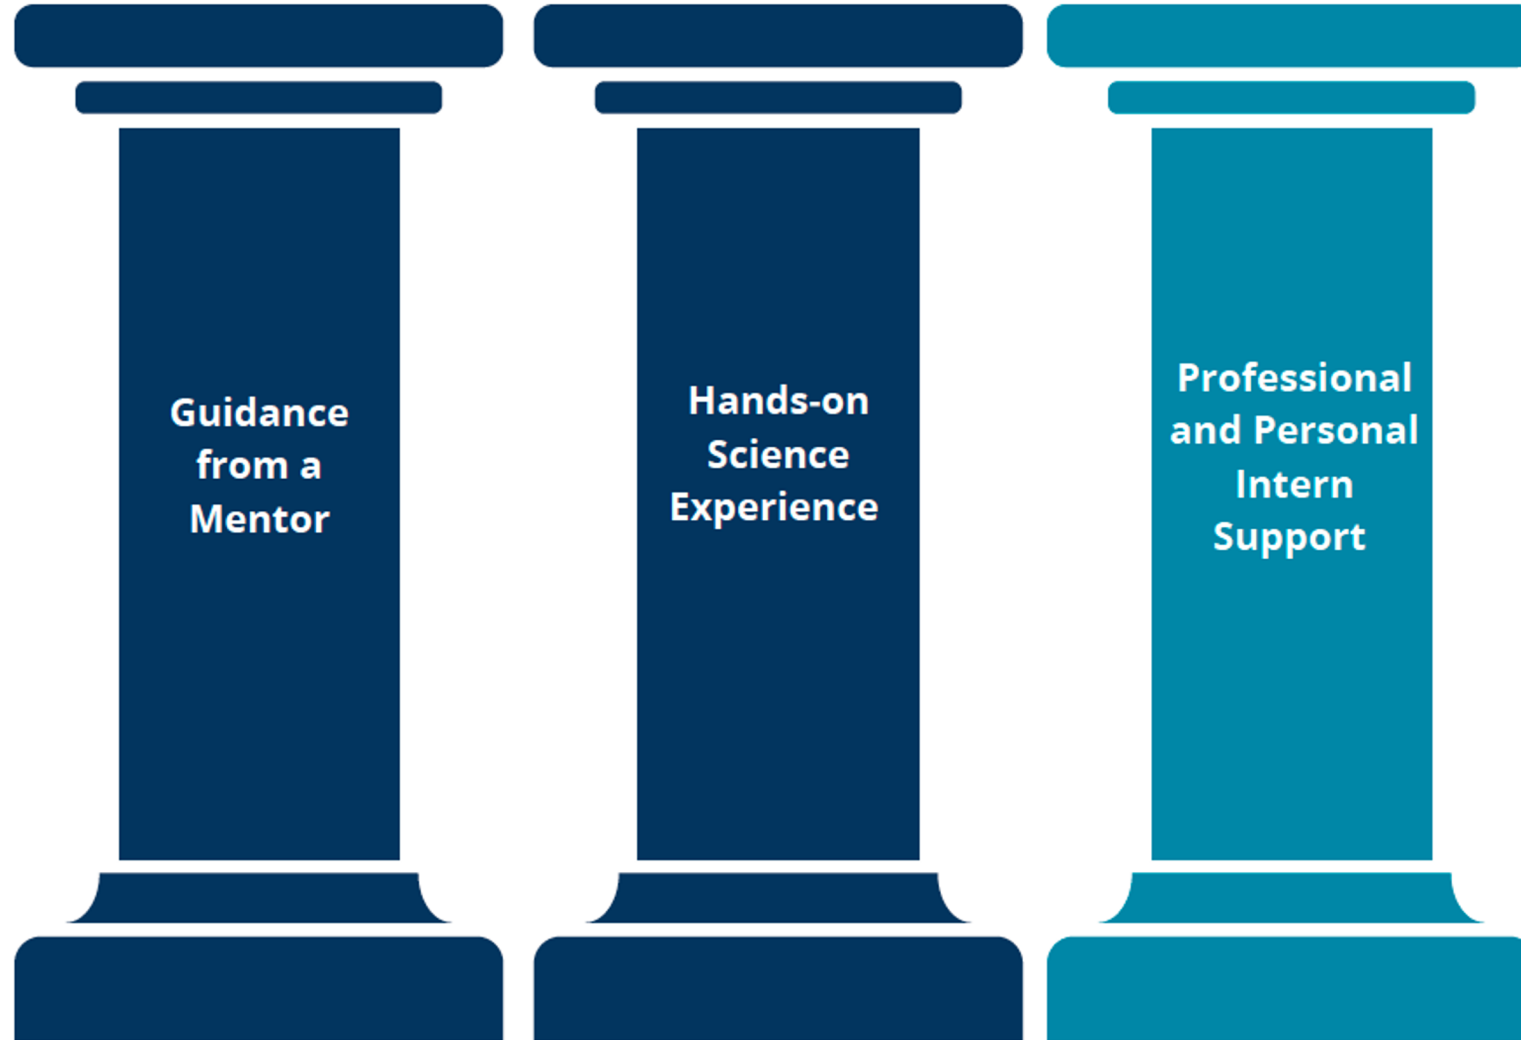 Guidance
from a
Mentor
Hands-on
Science
Experience
Professional
and Personal
Intern
Support